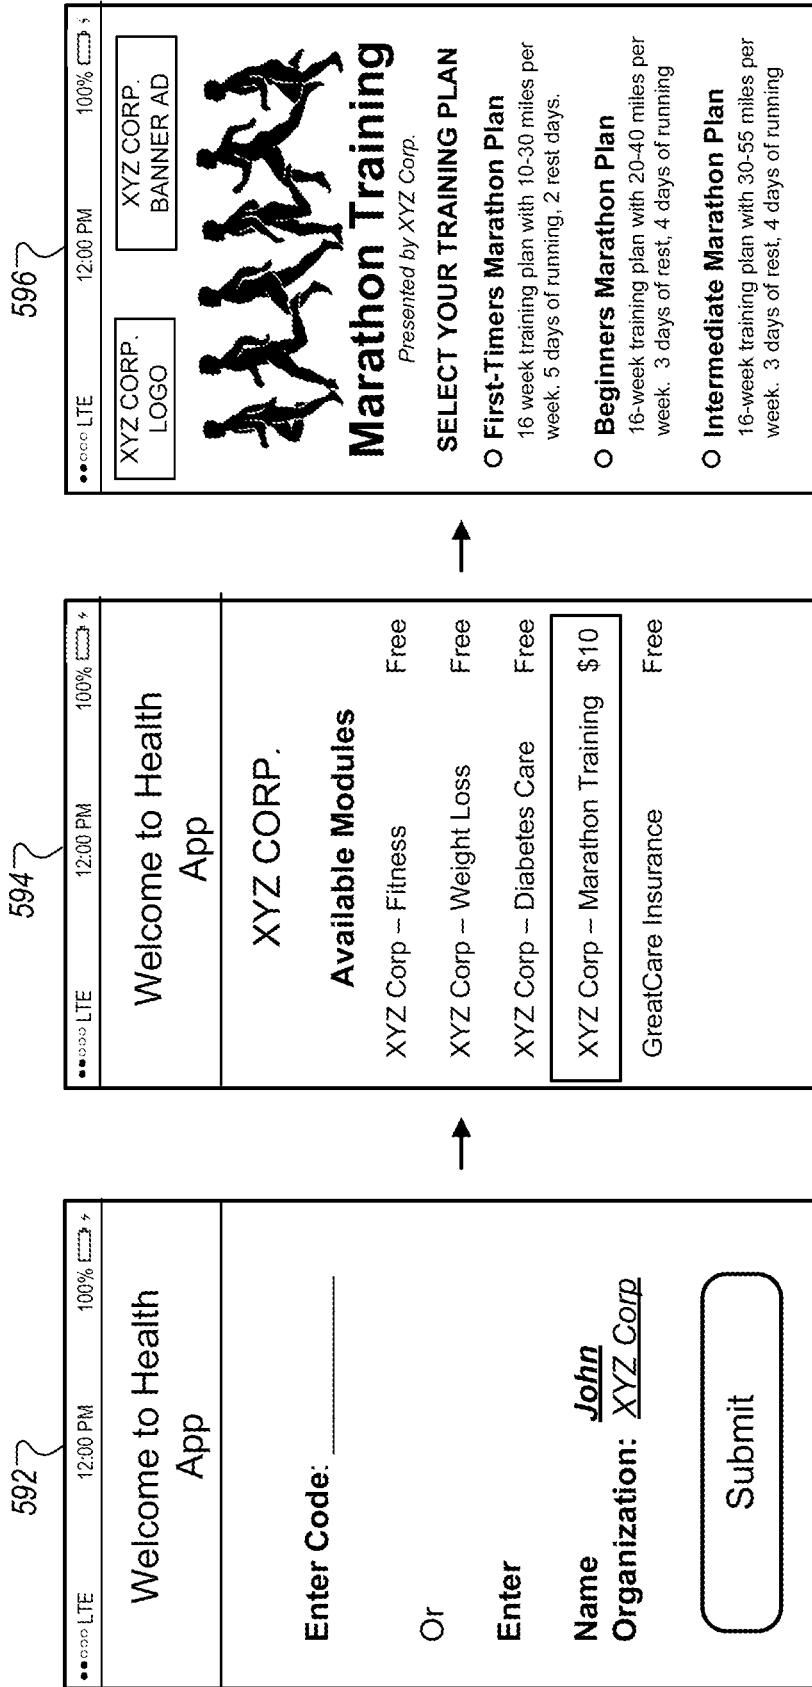 592
●●○○○ LTE 12:00 PM 100%
Welcome to Health
App
Enter Code:
Or
Enter
Name John
Organization: XYZ Corp
Submit
594
●●○○○ LTE 12:00 PM 100%
Welcome to Health
App
XYZ CORP.
Available Modules
XYZ Corp – Fitness Free
XYZ Corp – Weight Loss Free
XYZ Corp – Diabetes Care Free
XYZ Corp – Marathon Training $10
GreatCare Insurance Free
596
●●○○○ LTE 12:00 PM 100%
XYZ CORP.
LOGO
XYZ CORP.
BANNER AD
Marathon Training
Presented by XYZ Corp.
SELECT YOUR TRAINING PLAN
First-Timers Marathon Plan
16 week training plan with 10-30 miles per
week. 5 days of running, 2 rest days.
Beginners Marathon Plan
16-week training plan with 20-40 miles per
week. 3 days of rest, 4 days of running
Intermediate Marathon Plan
16-week training plan with 30-55 miles per
week. 3 days of rest, 4 days of running